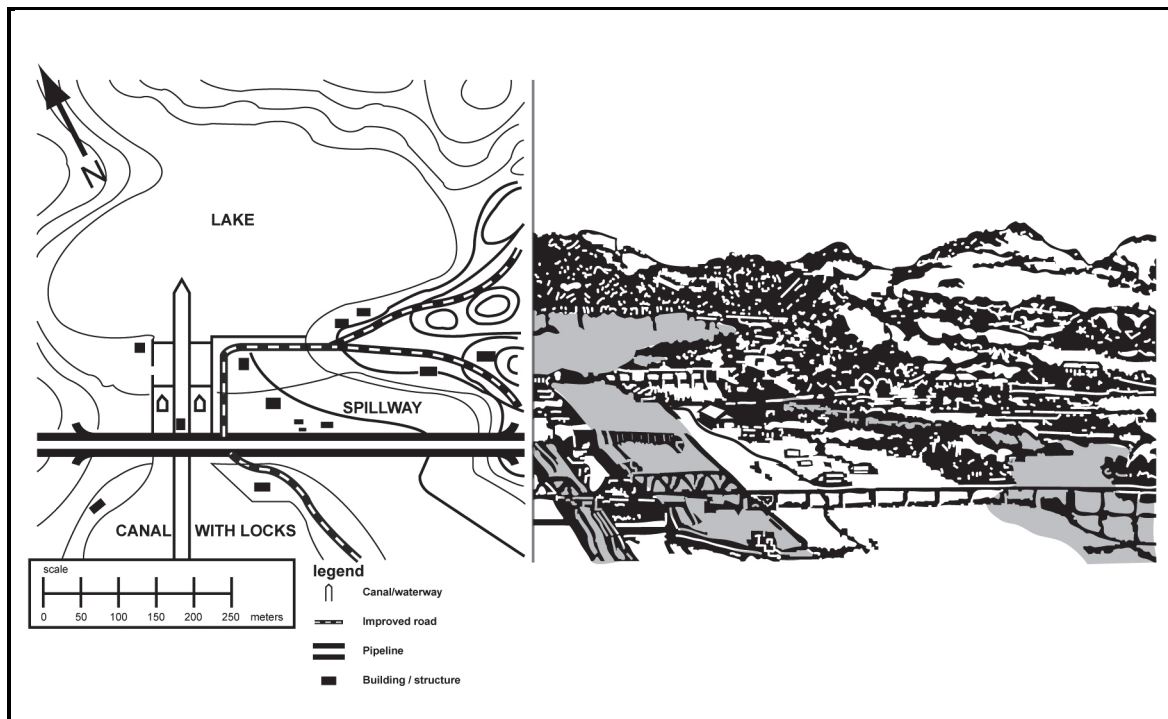 N
LAKE
SPILLWAY
CANAL WITH LOCKS
scale
0 50 100 150 200 250 meters
legend
Canal/waterway
Improved road
Pipeline
Building / structure